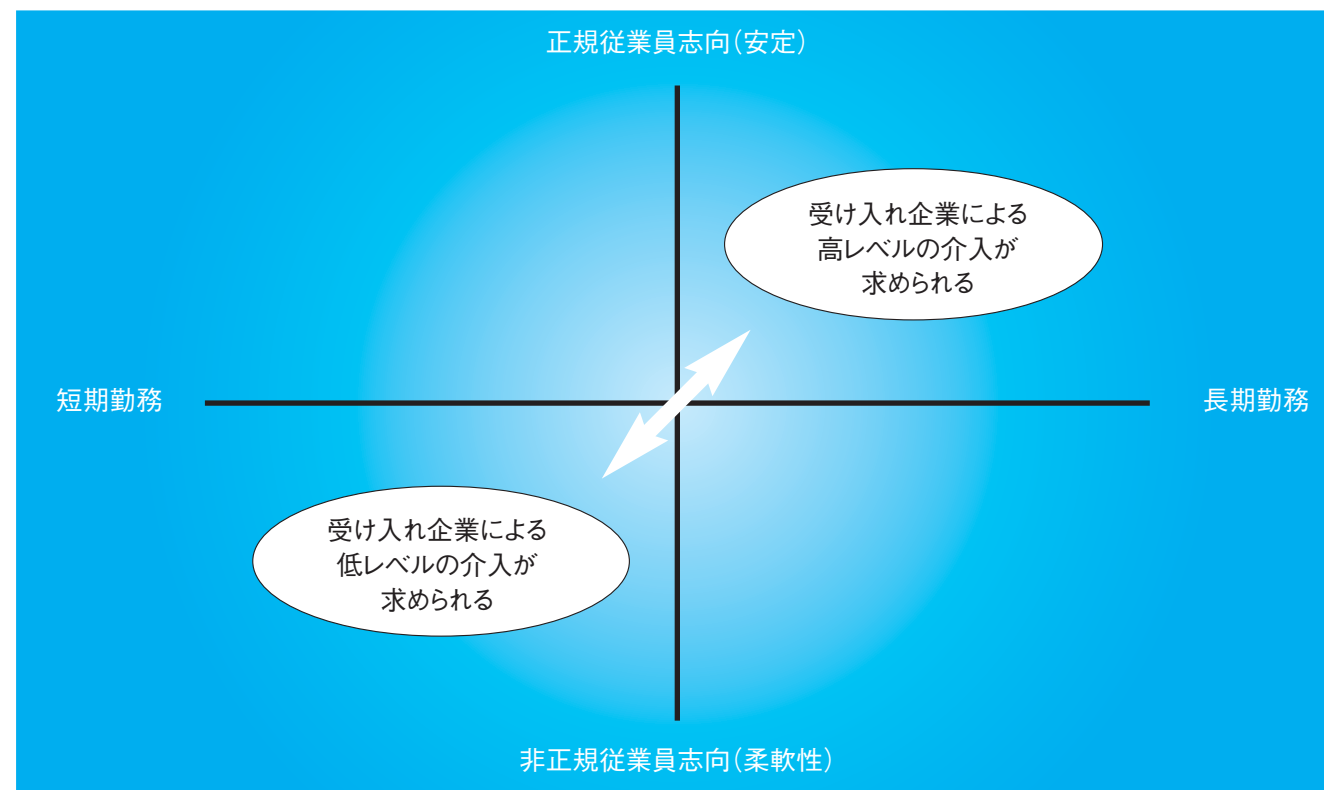 正規従業員志向(安定)
受け入れ企業による
高レベルの介入が
求められる
短期勤務
長期勤務
受け入れ企業による
低レベルの介入が
求められる
非正規従業員志向(柔軟性)